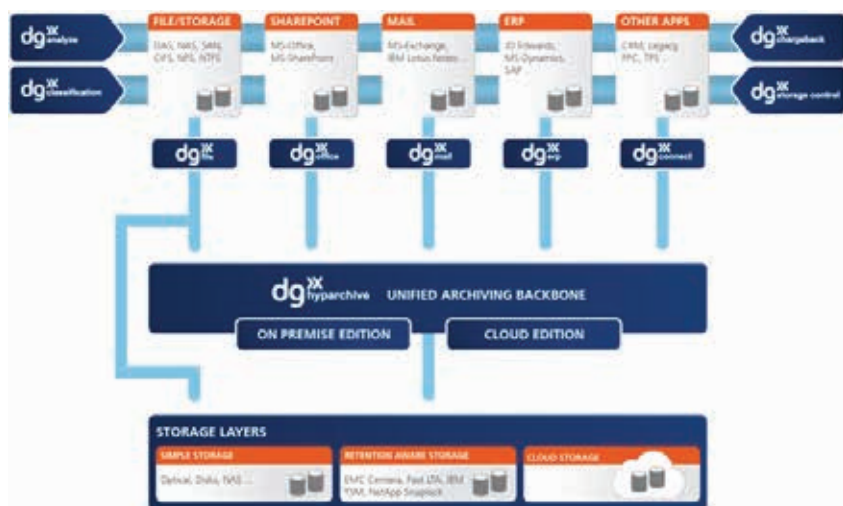 FILE/STORAGE
DAS, NAS, SAN,
CIFS, NFS, NTFS
SHAREPOINT
MS-Office,
MS-SharePoint
MAIL
MS-Exchange,
IBM Lotus Notes ...
ERP
JD Edwards,
MS-Dynamics,
SAP
OTHER APPS
CRM, Legacy
PPC, TPS ...
dg analyze
dg classification
dg chargeback
dg storage control
dg file
dg office
dg mail
dg erp
dg connect
dg hyparchive UNIFIED ARCHIVING BACKBONE
ON PREMISE EDITION
CLOUD EDITION
STORAGE LAYERS
SIMPLE STORAGE
Optical, Disks, NAS ...
RETENTION AWARE STORAGE
EMC Centera, Fast LTA, IBM
TSM, NetApp Snaplock
CLOUD STORAGE